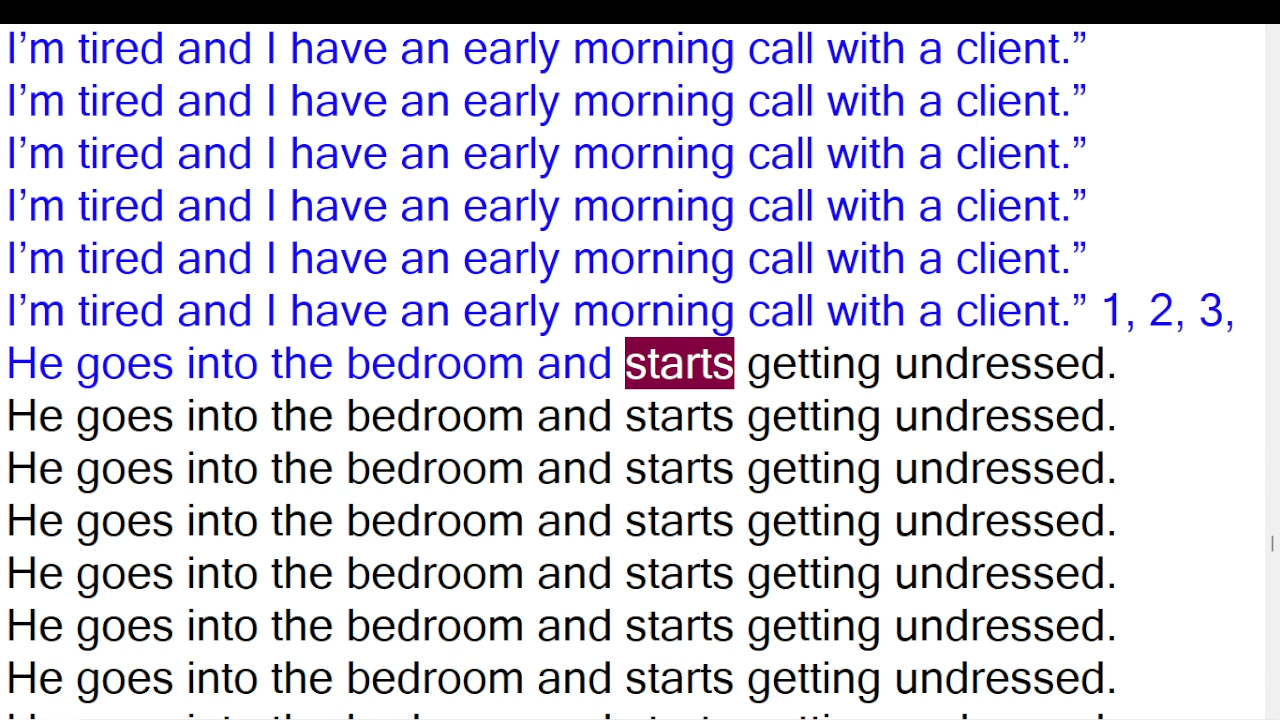 I’m tired and I have an early morning call with a client.”
I’m tired and I have an early morning call with a client.”
I’m tired and I have an early morning call with a client.”
I’m tired and I have an early morning call with a client.”
I’m tired and I have an early morning call with a client.”
I’m tired and I have an early morning call with a client.” 1, 2, 3,
He goes into the bedroom and starts getting undressed.
He goes into the bedroom and starts getting undressed.
He goes into the bedroom and starts getting undressed.
He goes into the bedroom and starts getting undressed.
He goes into the bedroom and starts getting undressed.
He goes into the bedroom and starts getting undressed.
He goes into the bedroom and starts getting undressed.